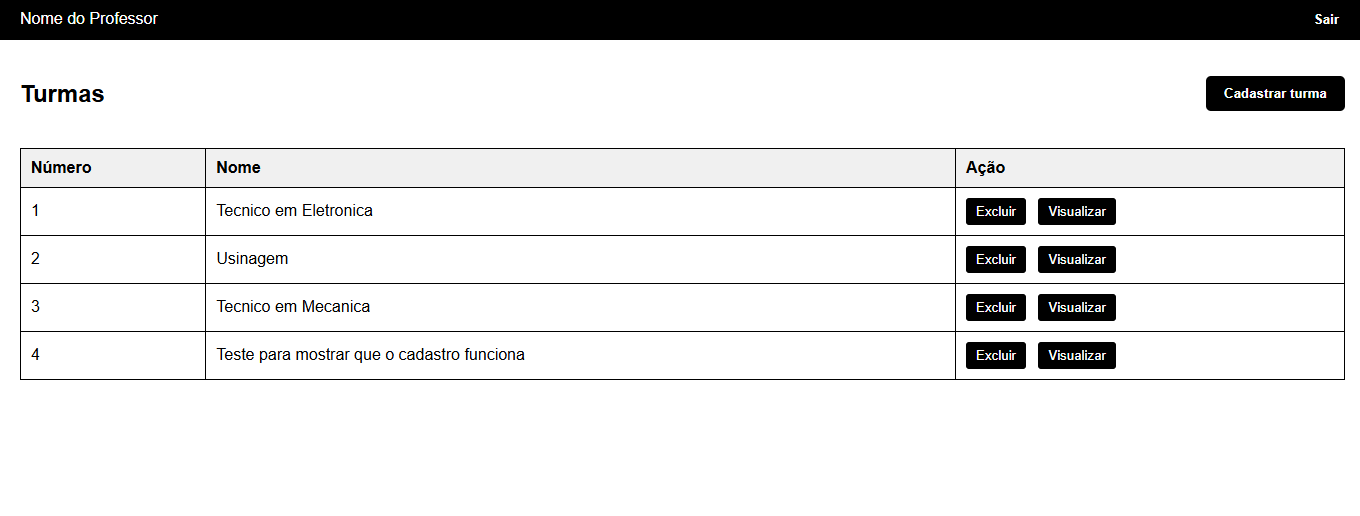 Nome do Professor Sair
Turmas Cadastrar turma
Número Nome Ação
1 Tecnico em Eletronica Excluir Visualizar
2 Usinagem Excluir Visualizar
3 Tecnico em Mecanica Excluir Visualizar
4 Teste para mostrar que o cadastro funciona Excluir Visualizar